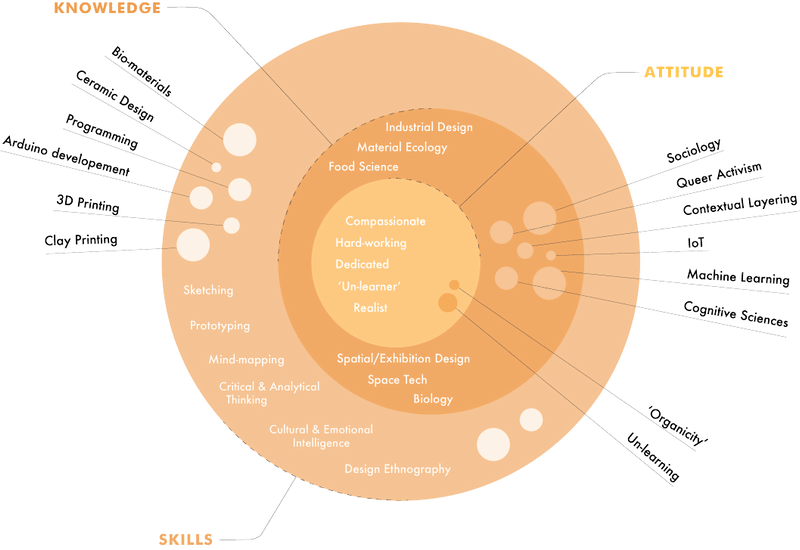 KNOWLEDGE
ATTITUDE
Bio-materials
Ceramic Design
Programming
Arduino developement
3D Printing
Clay Printing
Industrial Design
Material Ecology
Food Science
Sociology
Queer Activism
Contextual Layering
IoT
Machine Learning
Cognitive Sciences
Compassionate
Hard-working
Dedicated
'Un-learner'
Realist
Sketching
Prototyping
Mind-mapping
Critical & Analytical
Thinking
Cultural & Emotional
Intelligence
Design Ethnography
Spatial/Exhibition Design
Space Tech
Biology
'Organicity'
Un-learning
SKILLS